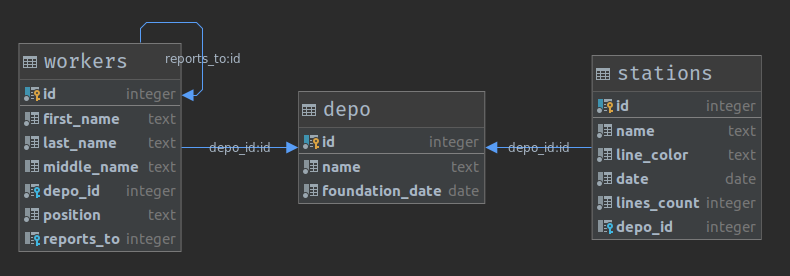 workers
reports_to:id
id integer
first_name text
last_name text
middle_name text
depo_id integer
position text
reports_to integer
depo_id:id
depo
id integer
name text
foundation_date date
depo_id:id
stations
id integer
name text
line_color text
date date
lines_count integer
depo_id integer